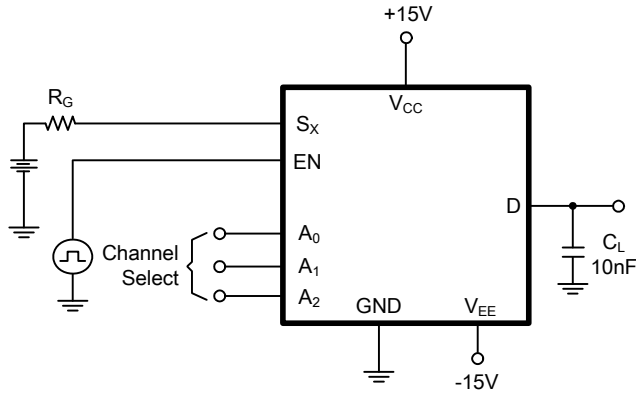 +15V
V_CC
R_G
S_X
EN
D
A_0
Channel
Select
A_1
A_2
C_L
10nF
GND
V_EE
-15V